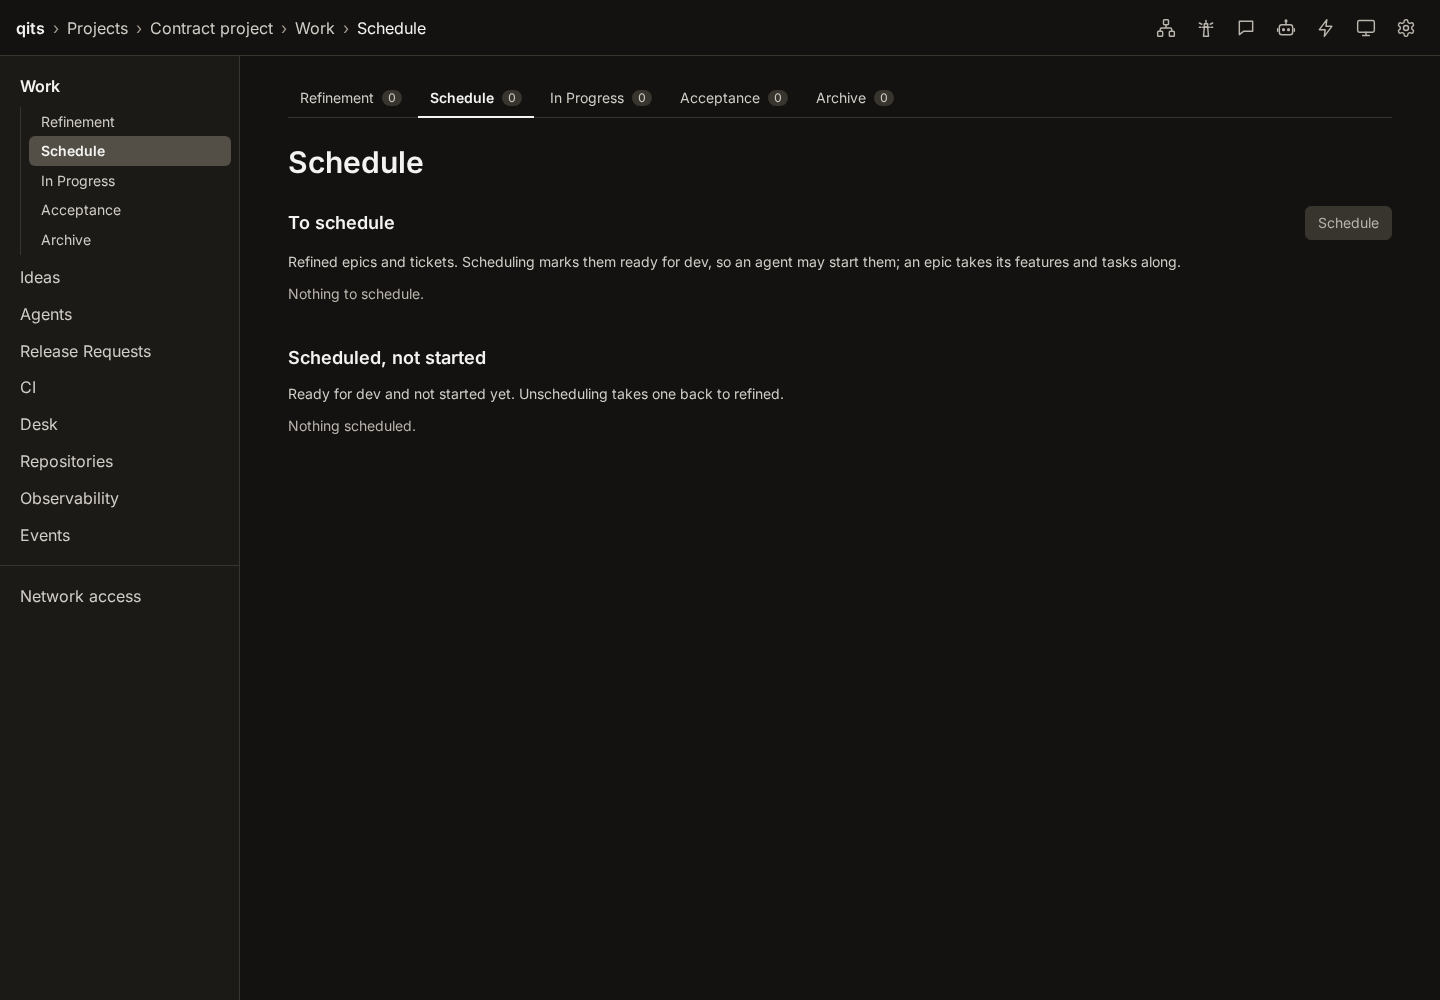 qits › Projects › Contract project › Work › Schedule
Work
Refinement
Schedule
In Progress
Acceptance
Archive
Ideas
Agents
Release Requests
CI
Desk
Repositories
Observability
Events
Network access
Refinement 0 Schedule 0 In Progress 0 Acceptance 0 Archive 0
Schedule
To schedule
Schedule
Refined epics and tickets. Scheduling marks them ready for dev, so an agent may start them; an epic takes its features and tasks along.
Nothing to schedule.
Scheduled, not started
Ready for dev and not started yet. Unscheduling takes one back to refined.
Nothing scheduled.